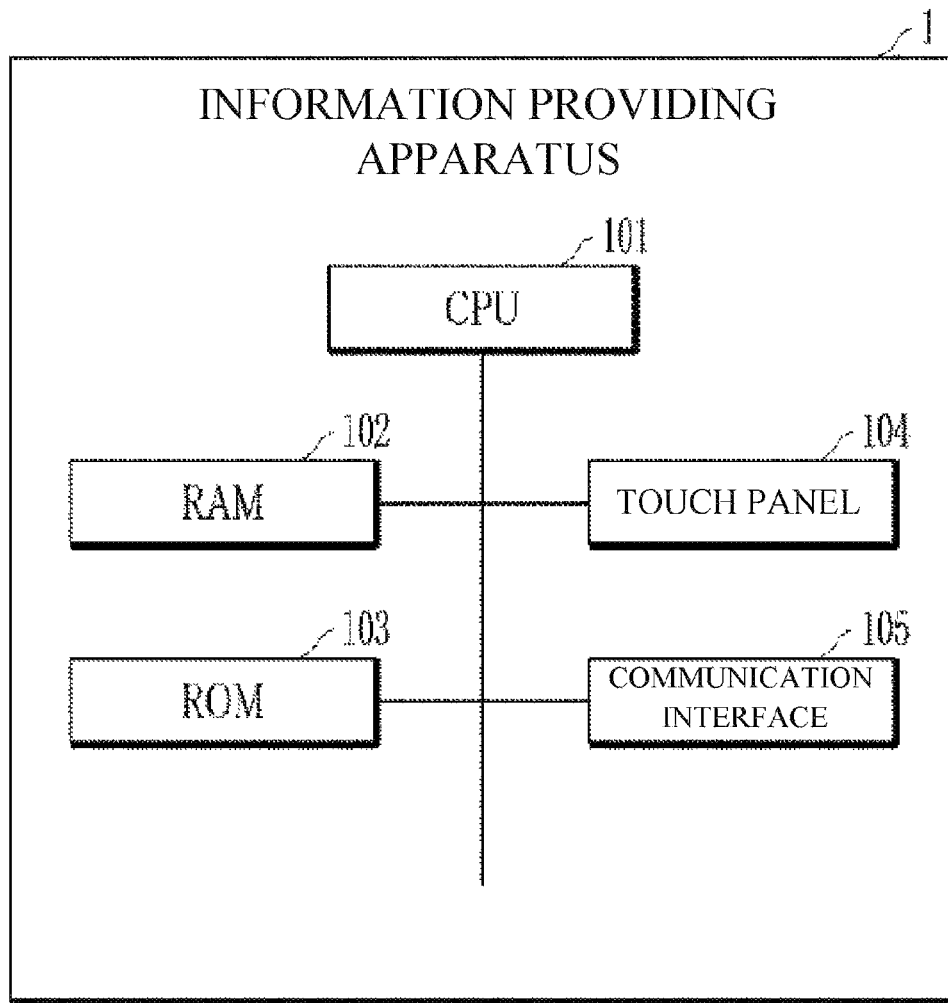 1
INFORMATION PROVIDING
APPARATUS
101
CPU
102
RAM
104
TOUCH PANEL
103
ROM
105
COMMUNICATION
INTERFACE